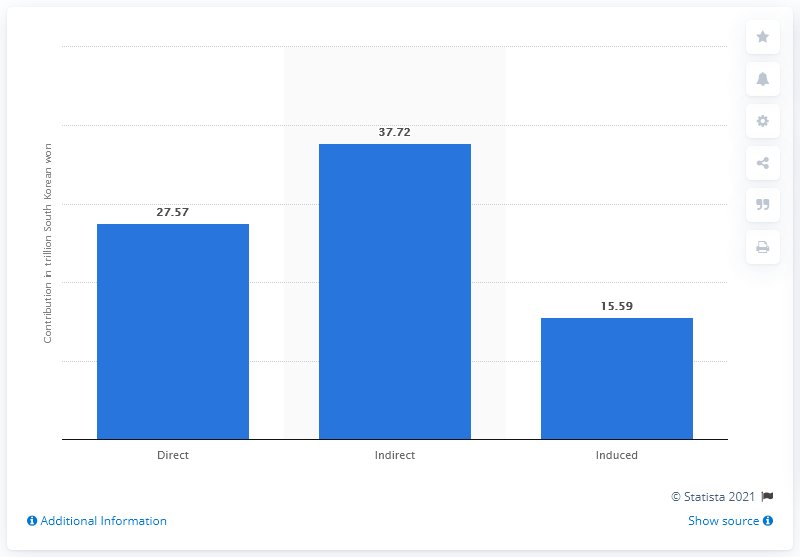 Contribution in trillion South Korean won
27.57
37.72
15.59
Direct
Indirect
Induced
© Statista 2021
Additional Information
Show source